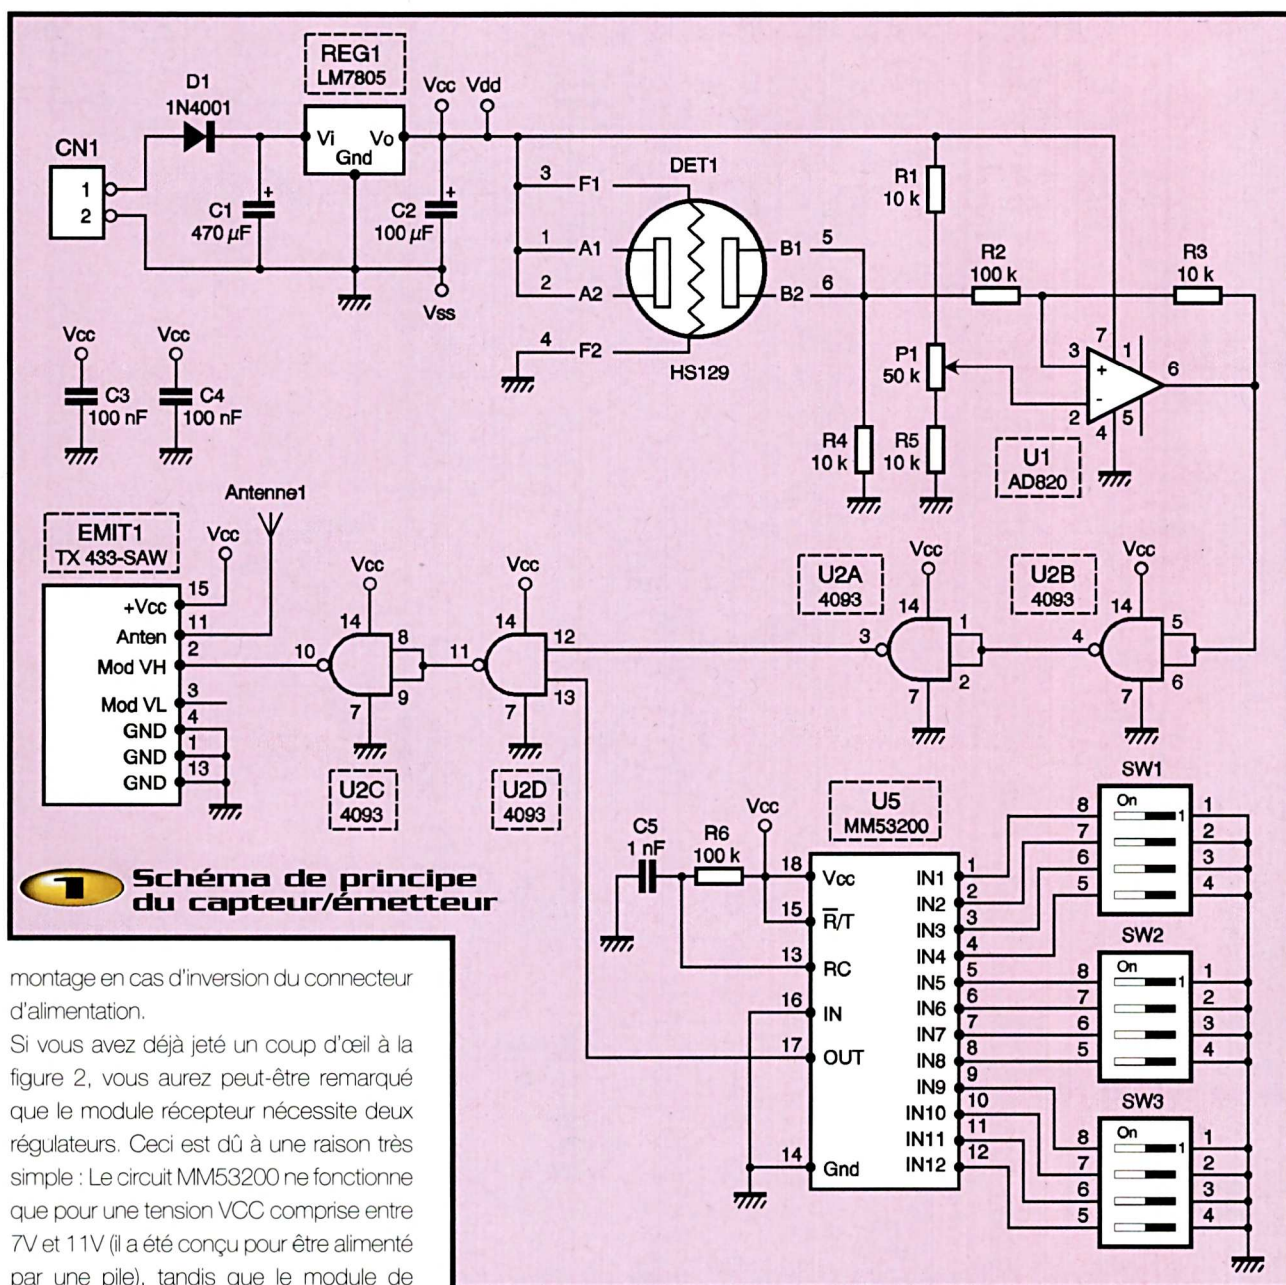 REG1
LM7805
D1
1N4001
Vcc
Vdd
CN1
1
2
Vi
Vo
Gnd
C1
470 µF
+
C2
100 µF
+
Vss
DET1
3
F1
1
A1
2
A2
4
F2
B1
5
B2
6
HS129
R1
10 k
R2
100 k
R3
10 k
P1
50 k
R4
10 k
R5
10 k
7
3
+
1
6
2
-
4
5
U1
AD820
Vcc
C3
100 nF
Vcc
C4
100 nF
Antenne1
EMIT1
TX 433-SAW
Vcc
+Vcc
15
Anten
11
Mod VH
2
Mod VL
3
GND
4
GND
1
GND
13
Vcc
14
10
8
9
7
U2C
4093
Vcc
14
11
12
13
7
U2D
4093
U2A
4093
Vcc
14
3
1
2
7
U2B
4093
Vcc
14
4
5
6
7
C5
1 nF
R6
100 k
Vcc
U5
MM53200
18
Vcc
15
R/T
13
RC
16
IN
17
OUT
14
Gnd
IN1
1
IN2
2
IN3
3
IN4
4
IN5
5
IN6
6
IN7
7
IN8
8
IN9
9
IN10
10
IN11
11
IN12
12
SW1
On
1
8
1
7
2
6
3
5
4
SW2
On
1
8
1
7
2
6
3
5
4
SW3
On
1
8
1
7
2
6
3
5
4
1
Schéma de principe
du capteur/émetteur
montage en cas d'inversion du connecteur
d'alimentation.
Si vous avez déjà jeté un coup d'œil à la
figure 2, vous aurez peut-être remarqué
que le module récepteur nécessite deux
régulateurs. Ceci est dû à une raison très
simple : Le circuit MM53200 ne fonctionne
que pour une tension VCC comprise entre
7V et 11V (il a été conçu pour être alimenté
par une pile), tandis que le module de